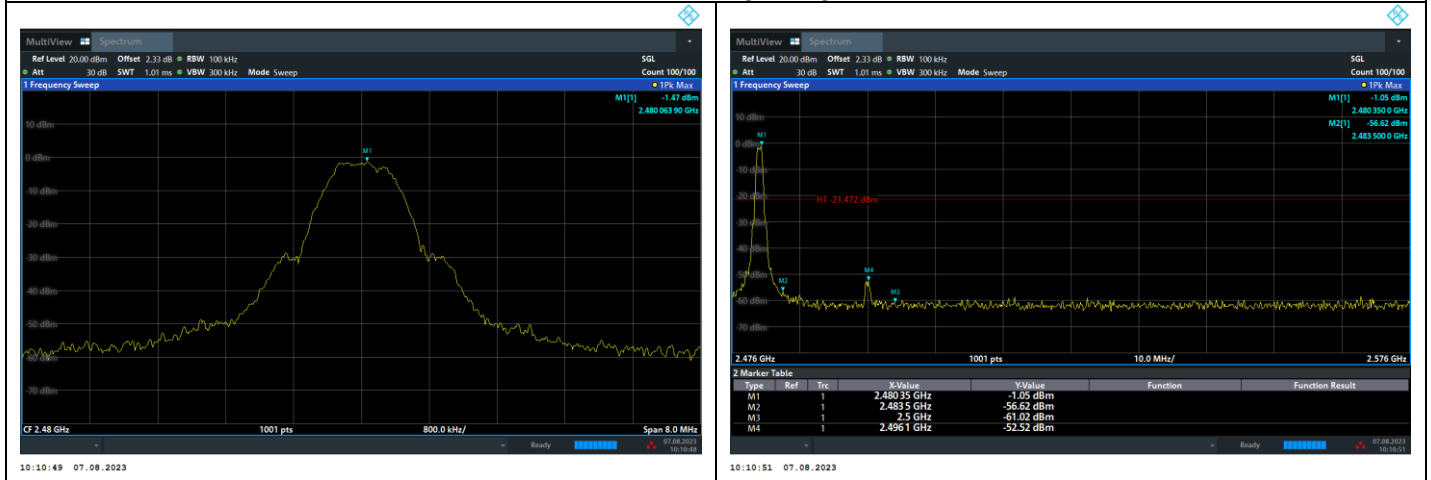 MultiView Spectrum
Ref Level 20.00 dBm Offset 2.33 dB RBW 100 kHz SGL
Att 30 dB SWT 1.01 ms VBW 300 kHz Mode Sweep Count 100/100
1 Frequency Sweep 1Pk Max
M1[1] -1.47 dBm
2.480 063 90 GHz
10 dBm
M1
0 dBm
-10 dBm
-20 dBm
-30 dBm
-40 dBm
-50 dBm
-60 dBm
-70 dBm
CF 2.48 GHz 1001 pts 800.0 kHz/ Span 8.0 MHz
Ready 07.08.2023
10:10:48
10:10:49 07.08.2023
MultiView Spectrum
Ref Level 20.00 dBm Offset 2.33 dB RBW 100 kHz SGL
Att 30 dB SWT 1.01 ms VBW 300 kHz Mode Sweep Count 100/100
1 Frequency Sweep 1Pk Max
M1[1] -1.05 dBm
2.480 350 0 GHz
M2[1] -56.62 dBm
2.483 500 0 GHz
10 dBm
M1
0 dBm
-10 dBm
-20 dBm
H1 -21.472 dBm
-30 dBm
-40 dBm
M4
-50 dBm
M2
M3
-60 dBm
-70 dBm
2.476 GHz 1001 pts 10.0 MHz/ 2.576 GHz
2 Marker Table
Type Ref Trc X-Value Y-Value Function Function Result
M1 1 2.48035 GHz -1.05 dBm
M2 1 2.4835 GHz -56.62 dBm
M3 1 2.5 GHz -61.02 dBm
M4 1 2.4961 GHz -52.52 dBm
Ready 07.08.2023
10:10:51
10:10:51 07.08.2023